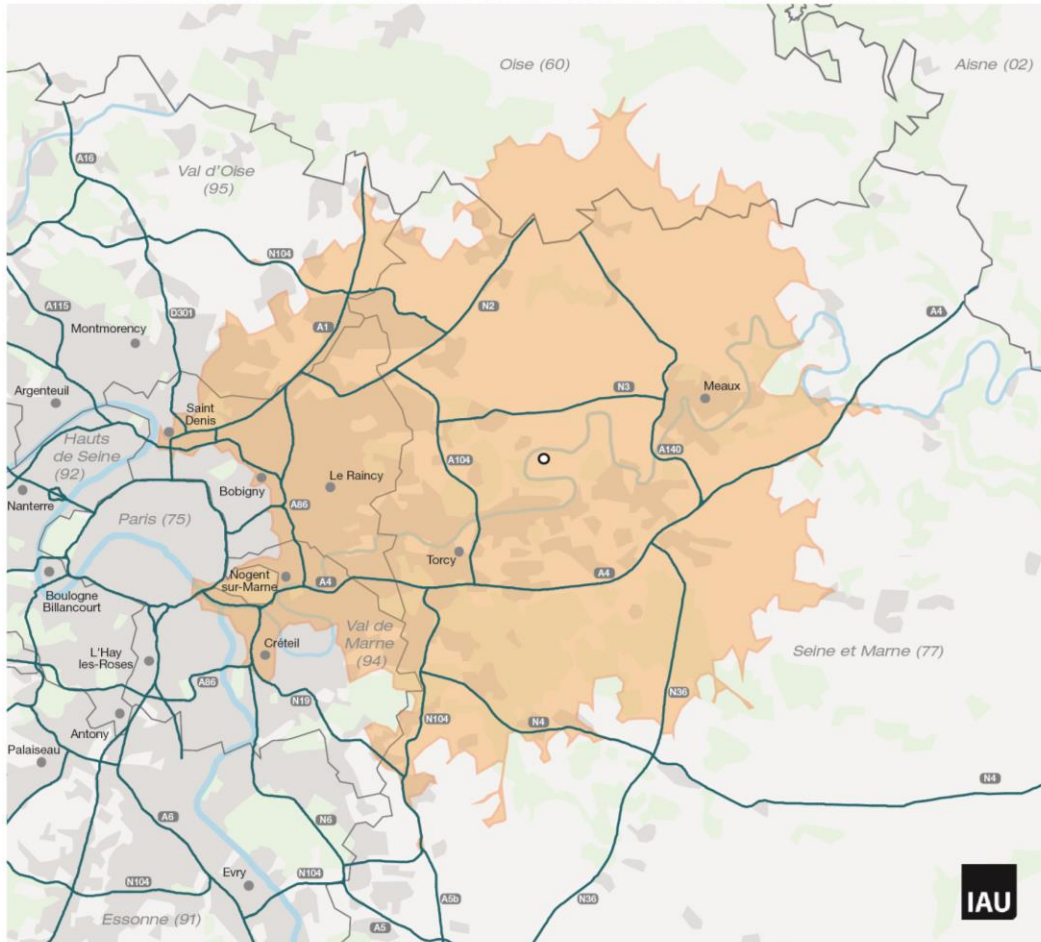 Oise (60)
Aisne (02)
A16
Val d'Oise
(95)
N104
A115
D301
A1
N2
A4
Montmorency
N3
Meaux
Argenteuil
Saint
Denis
Hauts
de Seine
(92)
A104
A140
Le Raincy
Bobigny
Nanterre
A86
Paris (75)
Torcy
Nogent
sur-Marne
A4
A4
Boulogne
Billancourt
Val de
Marne
(94)
Créteil
L'Hay
les-Roses
Seine et Marne (77)
A86
N19
N36
N104
N4
Antony
Palaiseau
N4
A6
N6
Evry
N104
N104
A5b
N36
Essonne (91)
A5
IAU